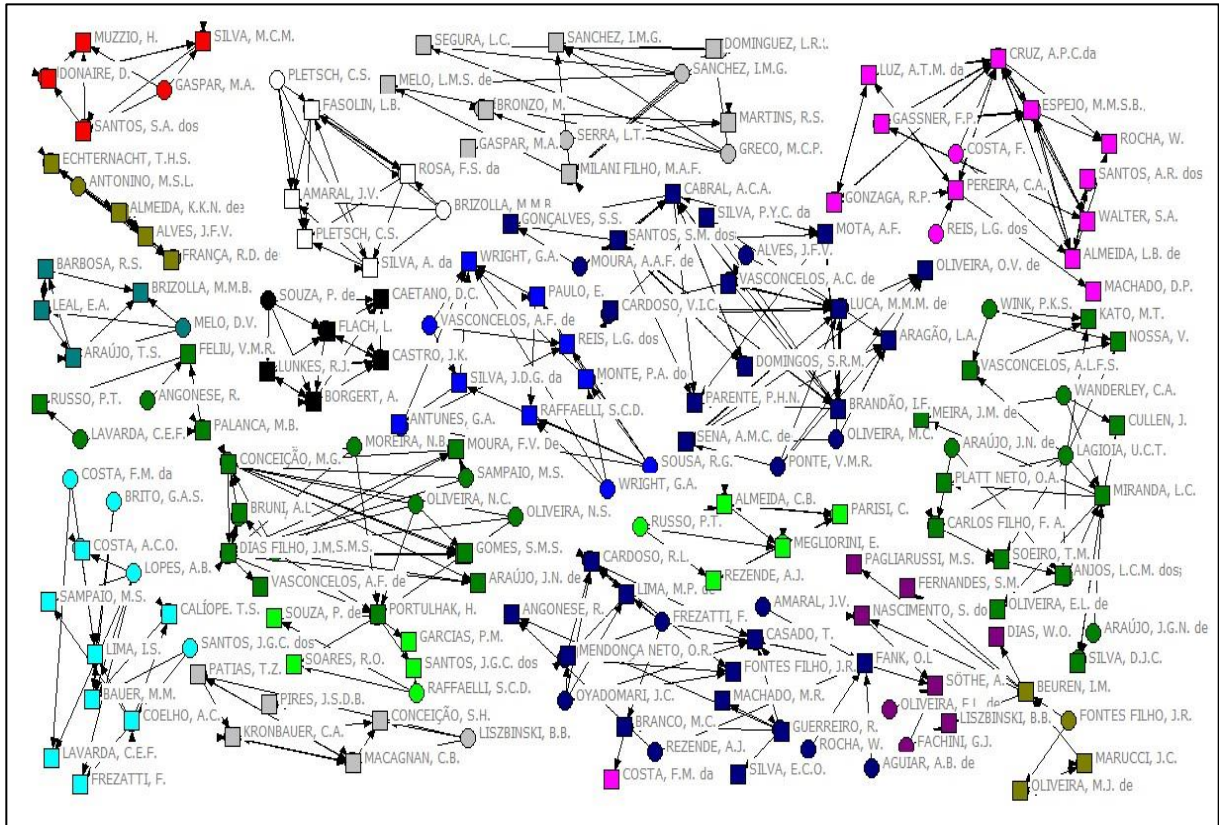 MUZZIO, H.
SILVA, M.C.M.
IDONAIRE, D.
GASPAR, M.A.
SANTOS, S.A. dos
ECHTERNACHT, T.H.S.
ANTONINO, M.S.L.
ALMEIDA, K.K.N. de
ALVES, J.F.V.
FRANÇA, R.D. de
BARBOSA, R.S.
BRIZOLLA, M.M.B.
LEAL, E.A.
MELO, D.V.
ARAÚJO, T.S.
FELIU, V.M.R.
RUSSO, P.T.
ANGONESE, R.
LAVARDA, C.E.F.
PALANCA, M.B.
PLETSCH, C.S.
FASOLIN, L.B.
ROSA, F.S. da
AMARAL, J.V.
BRIZOLLA, M.M.B.
PLETSCH, C.S.
SILVA, A. da
SOUZA, P. de
CAETANO, D.C.
FLACH, L.
CASTRO, J.K.
LUNKES, R.J.
BORGERT, A.
SEGURA, L.C.
SANCHEZ, I.M.G.
DOMINGUEZ, L.R.
SANCHEZ, I.M.G.
MELO, L.M.S. de
BRONZO, M.
MARTINS, R.S.
SERRA, L.T.
GASPAR, M.A.
GRECO, M.C.P.
MILANI FILHO, M.A.F.
CRUZ, A.P.C.da
LUZ, A.T.M. da
ESPEJO, M.M.S.B.
GASSNER, F.P.
ROCHA, W.
COSTA, F.
SANTOS, A.R. dos
PEREIRA, C.A.
GONZAGA, R.P.
WALTER, S.A.
REIS, L.G. dos
ALMEIDA, L.B. de
MACHADO, D.P.
CABRAL, A.C.A.
GONÇALVES, S.S.
SILVA, P.Y.C. da
SANTOS, S.M. dos
MOTA, A.F.
ALVES, J.F.V.
MOURA, A.A.F. de
OLIVEIRA, O.V. de
VASCONCELOS, A.C. de
CARDOSO, V.I.C.
LUCA, M.M.M. de
ARAGÃO, L.A.
DOMINGOS, S.R.M.
PARENTE, P.H.N.
BRANDÃO, I.F.
SENA, A.M.C. de
OLIVEIRA, M.C.
PONTE, V.M.R.
WRIGHT, G.A.
PAULO, E.
VASCONCELOS, A.F. de
REIS, L.G. dos
SILVA, J.D.G. da
MONTE, P.A. do
ANTUNES, G.A.
RAFFAELLI, S.C.D.
SOUSA, R.G.
WRIGHT, G.A.
WINK, P.K.S.
KATO, M.T.
NOSSA, V.
VASCONCELOS, A.L.F.S.
WANDERLEY, C.A.
MEIRA, J.M. de
CULLEN, J.
ARAÚJO, J.N. de
LAGIOIA, U.C.T.
PLATT NETO, O.A.
MIRANDA, L.C.
CARLOS FILHO, F. A.
SOEIRO, T.M.
ANJOS, L.C.M. dos
OLIVEIRA, E.L. de
ARAÚJO, J.G.N. de
SILVA, D.J.C.
MOREIRA, N.B.
MOURA, F.V. De
CONCEIÇÃO, M.G.
SAMPAIO, M.S.
OLIVEIRA, N.C.
BRUNI, A.L
OLIVEIRA, N.S.
DIAS FILHO, J.M.S.M.S.
GOMES, S.M.S.
VASCONCELOS, A.F. de
ARAÚJO, J.N. de
SOUZA, P. de
PORTULHAK, H.
GARCIAS, P.M.
SOARES, R.O.
SANTOS, J.G.C. dos
RAFFAELLI, S.C.D.
COSTA, F.M. da
BRITO, G.A.S.
COSTA, A.C.O.
LOPES, A.B.
SAMPAIO, M.S.
CALÍOPE. T.S.
LIMA, I.S.
SANTOS, J.G.C. dos
BAUER, M.M.
COELHO, A.C.
LAVARDA, C.E.F.
FREZATTI, F.
PATIAS, T.Z.
PIRES, J.S.D.B.
CONCEIÇÃO, S.H.
KRONBAUER, C.A.
LISZBINSKI, B.B.
MACAGNAN, C.B.
ALMEIDA, C.B.
PARISI, C.
RUSSO, P.T.
MEGLIORINI, E.
REZENDE, A.J.
CARDOSO, R.L.
LIMA, M.P. de
ANGONESE, R.
FREZATTI, F.
AMARAL, J.V.
CASADO, T.
MENDONÇA NETO, O.R.
FONTES FILHO, J.R.
FANK, O.L
OYADOMARI, J.C.
MACHADO, M.R.
BRANCO, M.C.
GUERREIRO, R.
REZENDE, A.J.
ROCHA, W.
COSTA, F.M. da
SILVA, E.C.O.
AGUIAR, A.B. de
PAGLIARUSSI, M.S.
FERNANDES, S.M.
NASCIMENTO, S. do
DIAS, W.O.
SÖTHE, A.
BEUREN, I.M.
OLIVEIRA, E.L. de
LISZBINSKI, B.B.
FONTES FILHO, J.R.
FACHINI, G.J.
MARUCCI, J.C.
OLIVEIRA, M.J. de